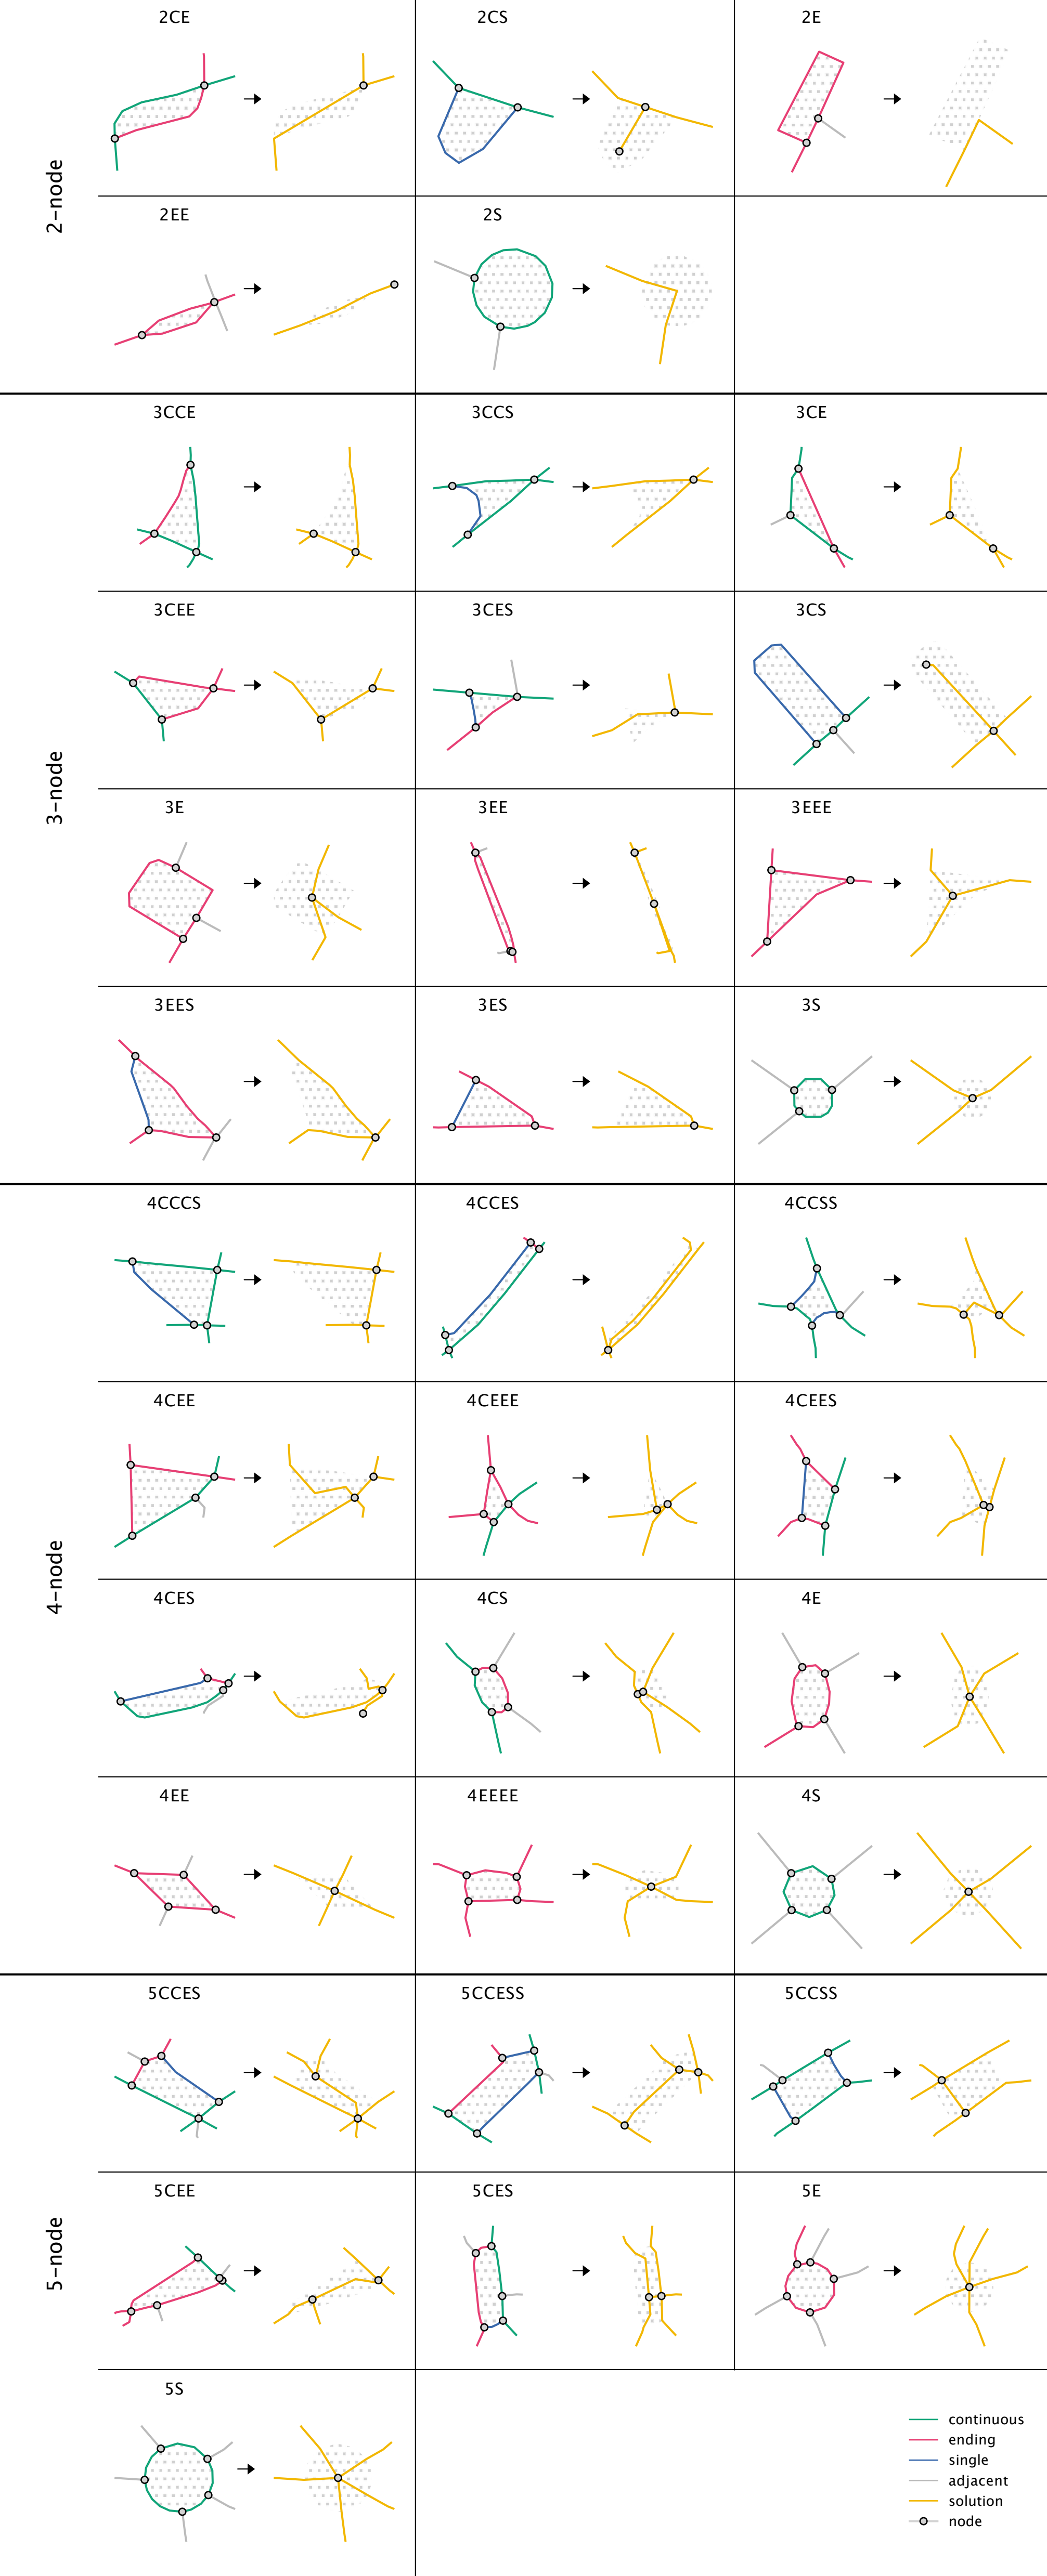 2-node
2CE
2CS
2E
2EE
2S
3-node
3CCE
3CCS
3CE
3CEE
3CES
3CS
3E
3EE
3EEE
3EES
3ES
3S
4-node
4CCCS
4CCES
4CCSS
4CEE
4CEEE
4CEES
4CES
4CS
4E
4EE
4EEEE
4S
5-node
5CCES
5CCESS
5CCSS
5CEE
5CES
5E
5S
continuous
ending
single
adjacent
solution
node